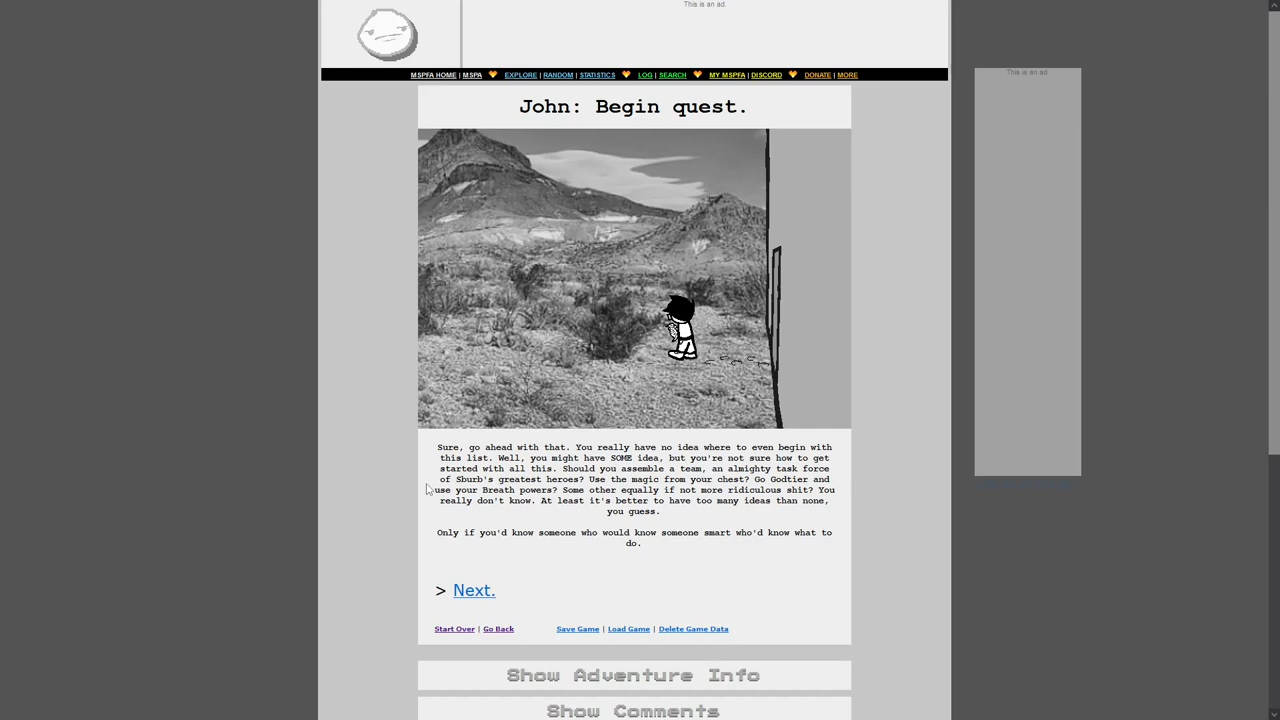 This is an ad.
MSPFA HOME | MSPA EXPLORE | RANDOM | STATISTICS LOG | SEARCH MY MSPFA | DISCORD DONATE | MORE
This is an ad.
John: Begin quest.
Sure, go ahead with that. You really have no idea where to even begin with
this list. Well, you might have SOME idea, but you're not sure how to get
started with all this. Should you assemble a team, an almighty task force
of Sburb's greatest heroes? Use the magic from your chest? Go Godtier and
use your Breath powers? Some other equally if not more ridiculous shit? You
really don't know. At least it's better to have too many ideas than none,
you guess.
Only if you'd know someone who would know someone smart who'd know what to
do.
> Next.
Start Over | Go Back Save Game | Load Game | Delete Game Data
Show Adventure Info
Show Comments